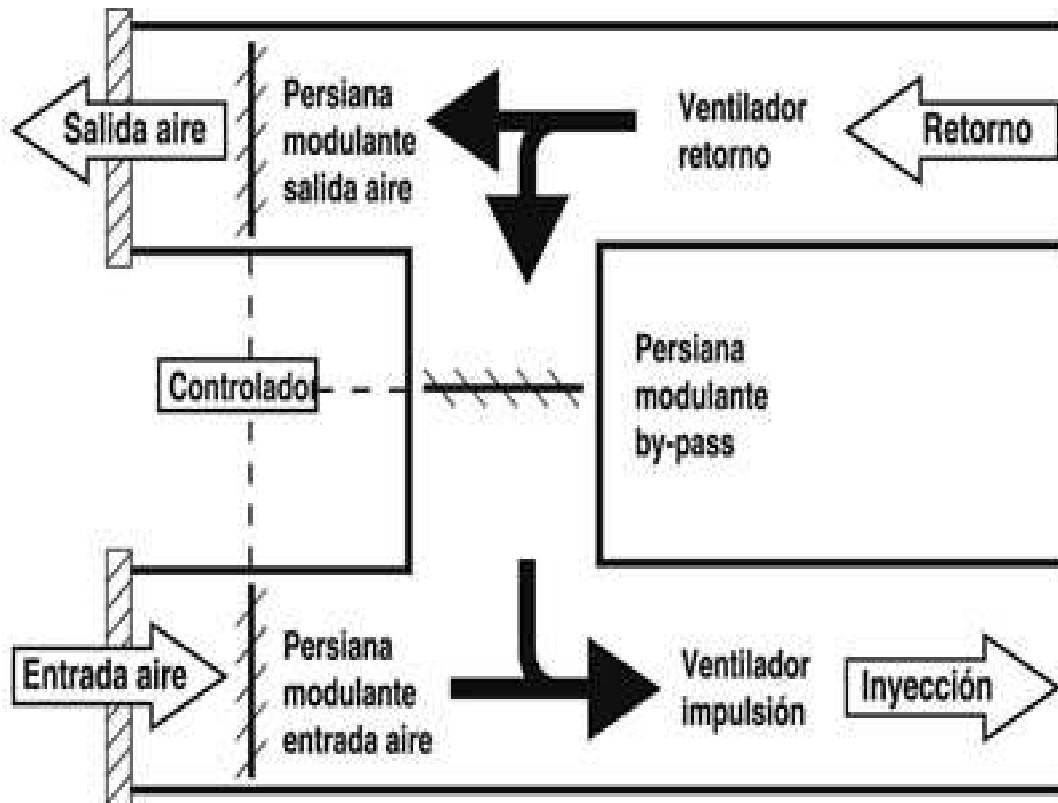 Salida aire
Persiana
modulante
salida aire
Ventilador
retorno
Retorno
Controlador
Persiana
modulante
by-pass
Entrada aire
Persiana
modulante
entrada aire
Ventilador
impulsión
Inyección